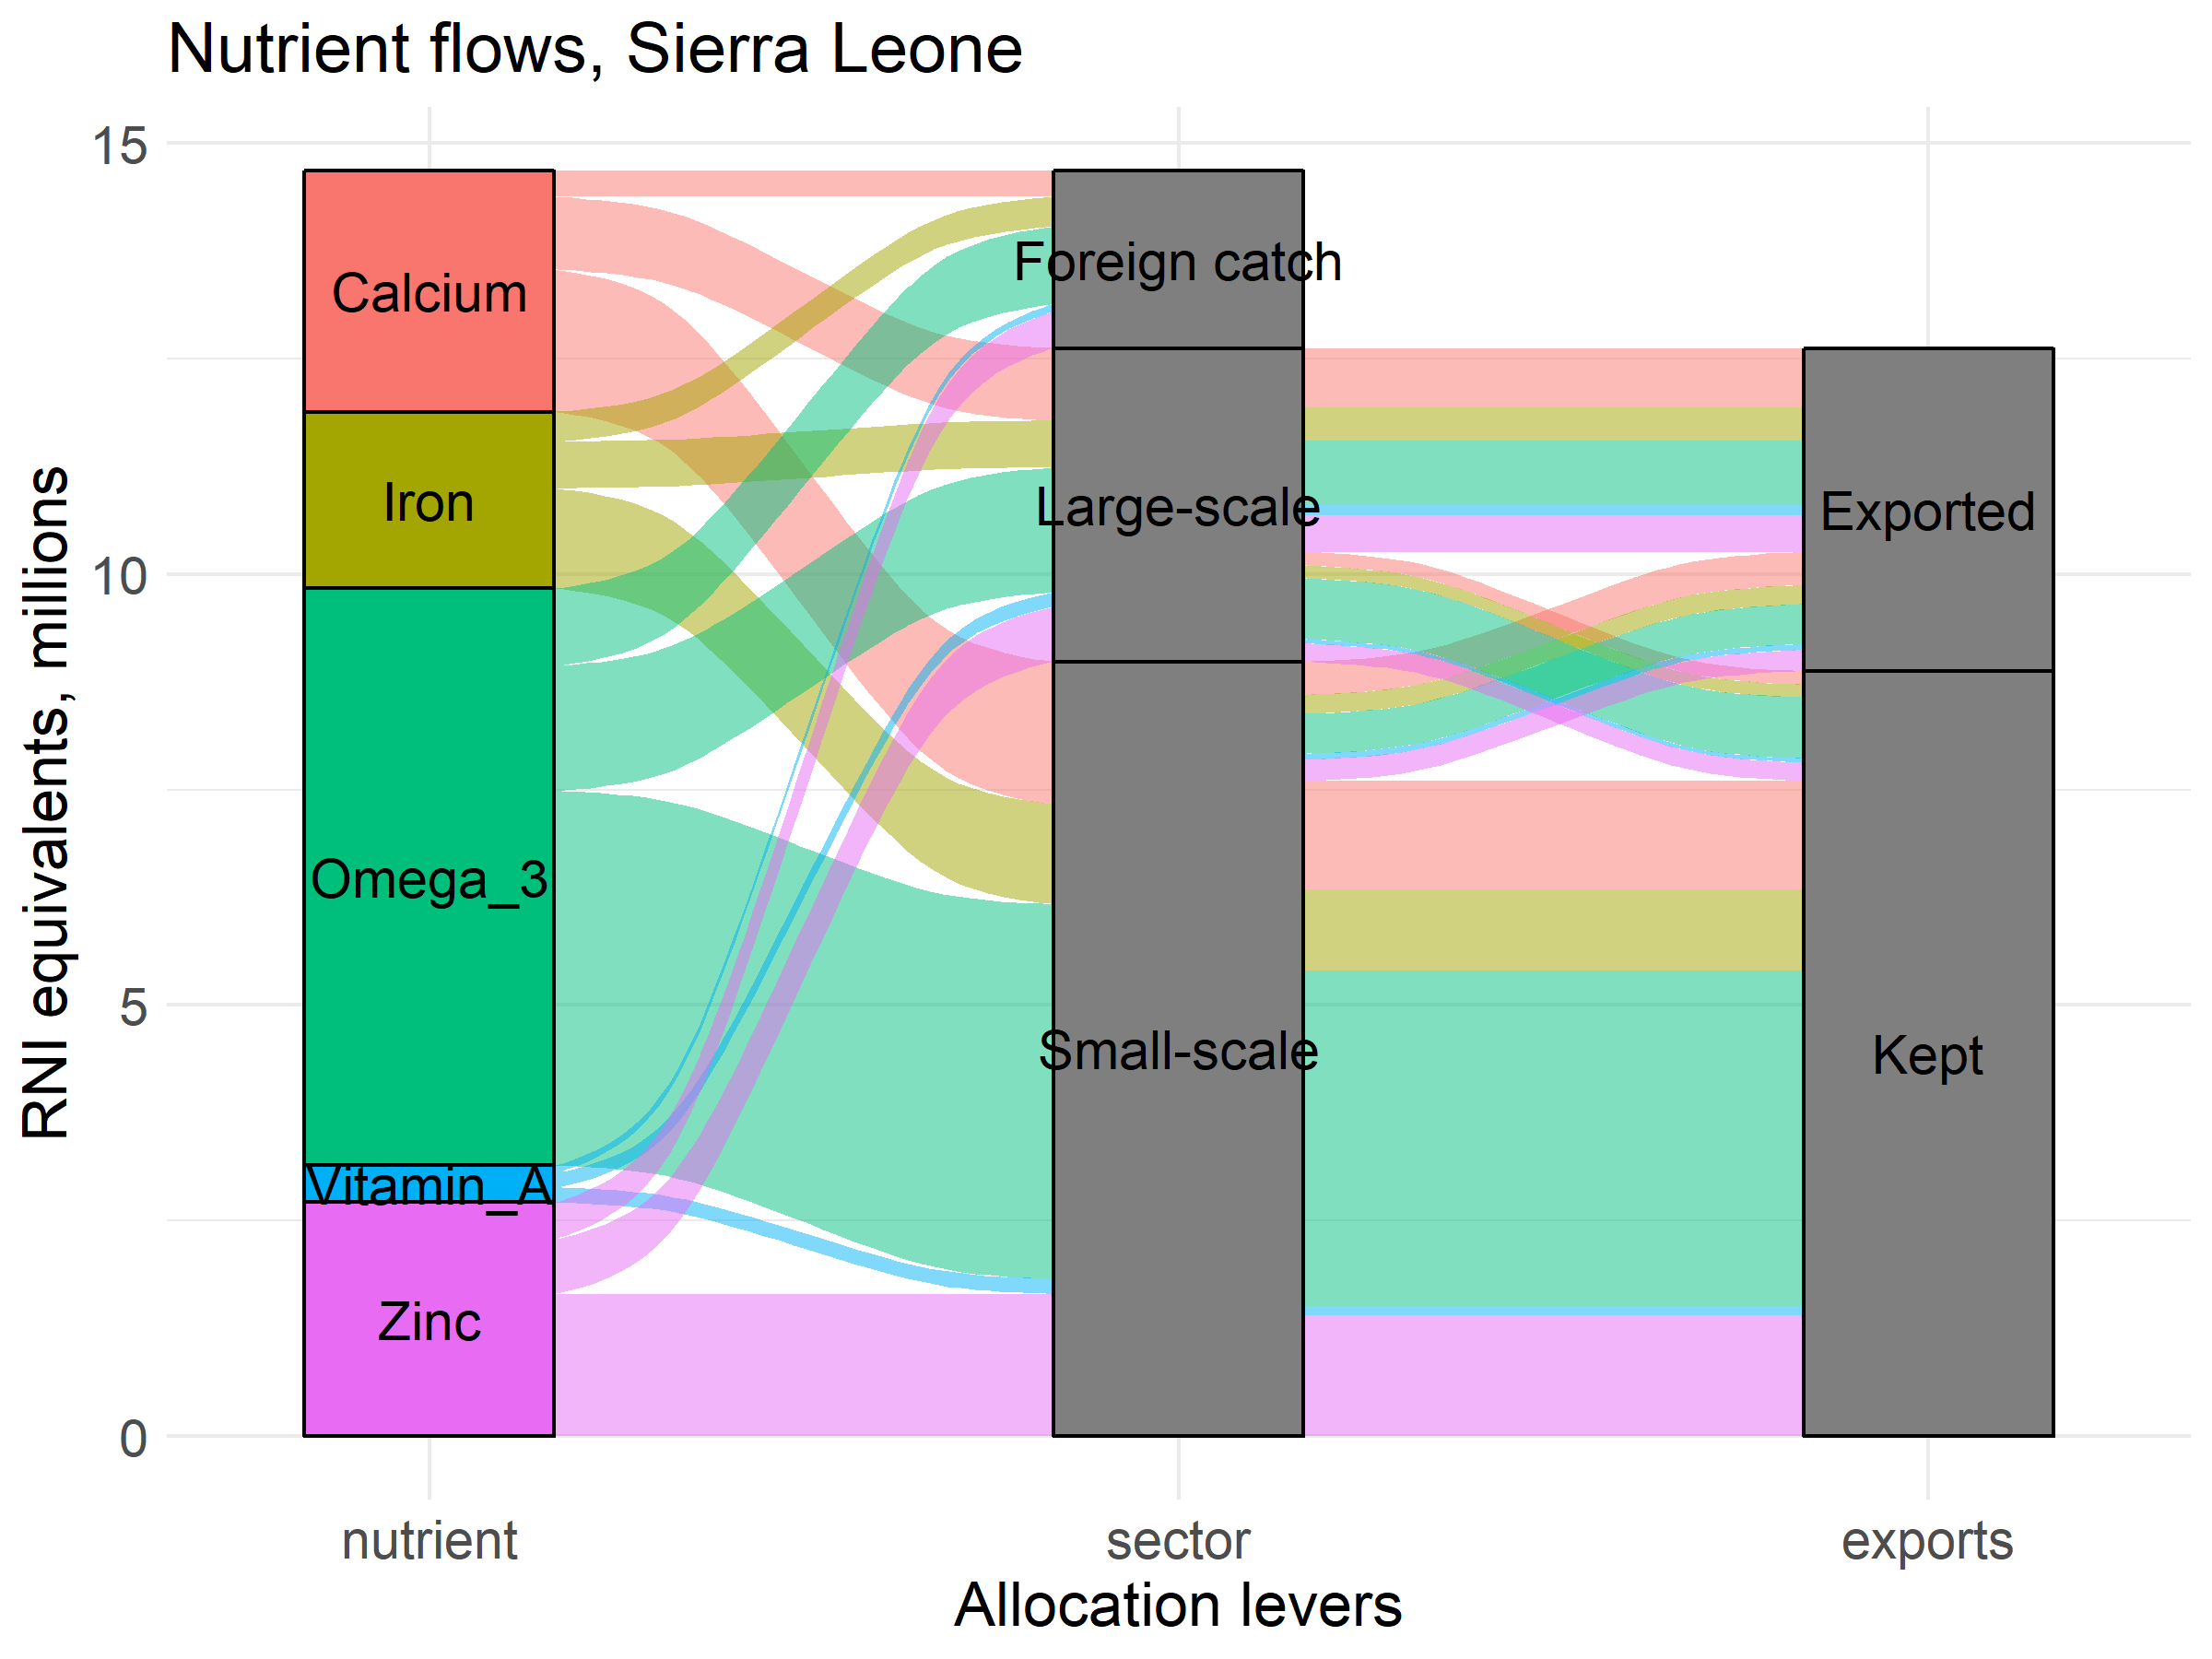 Nutrient flows, Sierra Leone
RNI equivalents, millions
15
10
5
0
Calcium
Iron
Omega_3
Vitamin_A
Zinc
Foreign catch
Large-scale
Small-scale
Exported
Kept
nutrient
sector
exports
Allocation levers